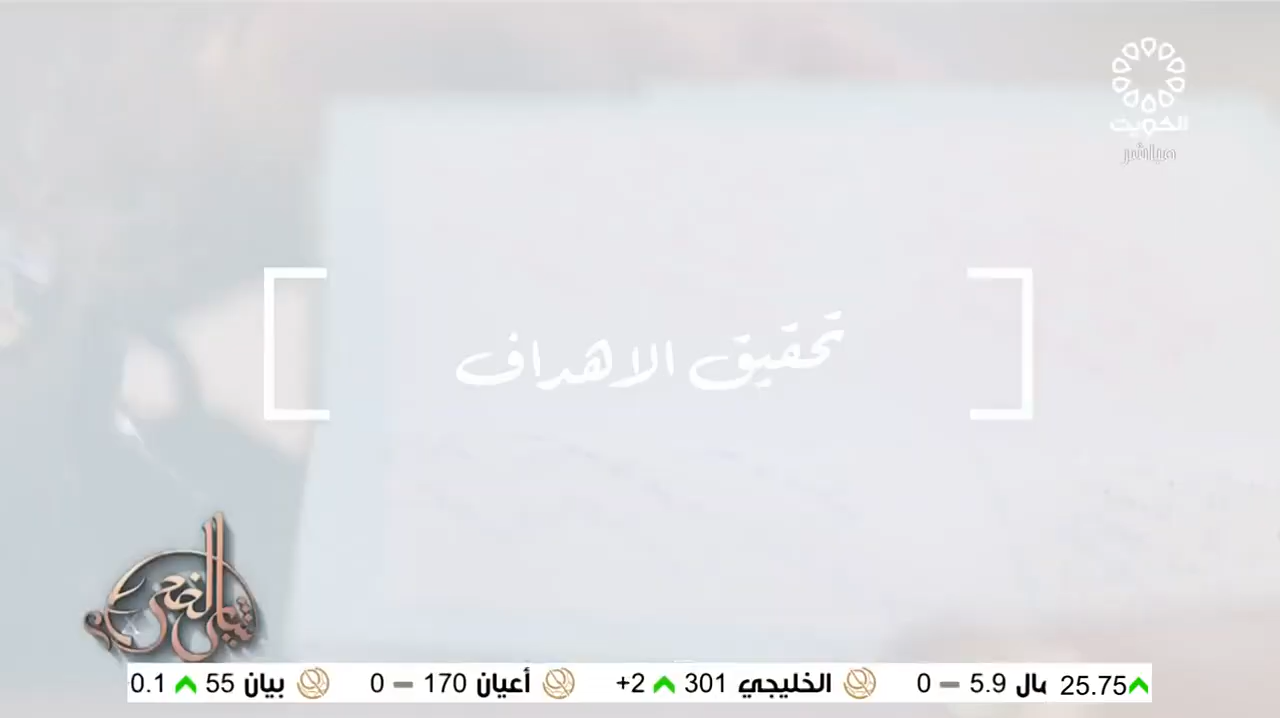 الكويت
مباشر
تحقيق الاهداف
25.75 ـال 5.9 0 الخليجي 301 +2 أعيان 170 0 بيان 55 0.1